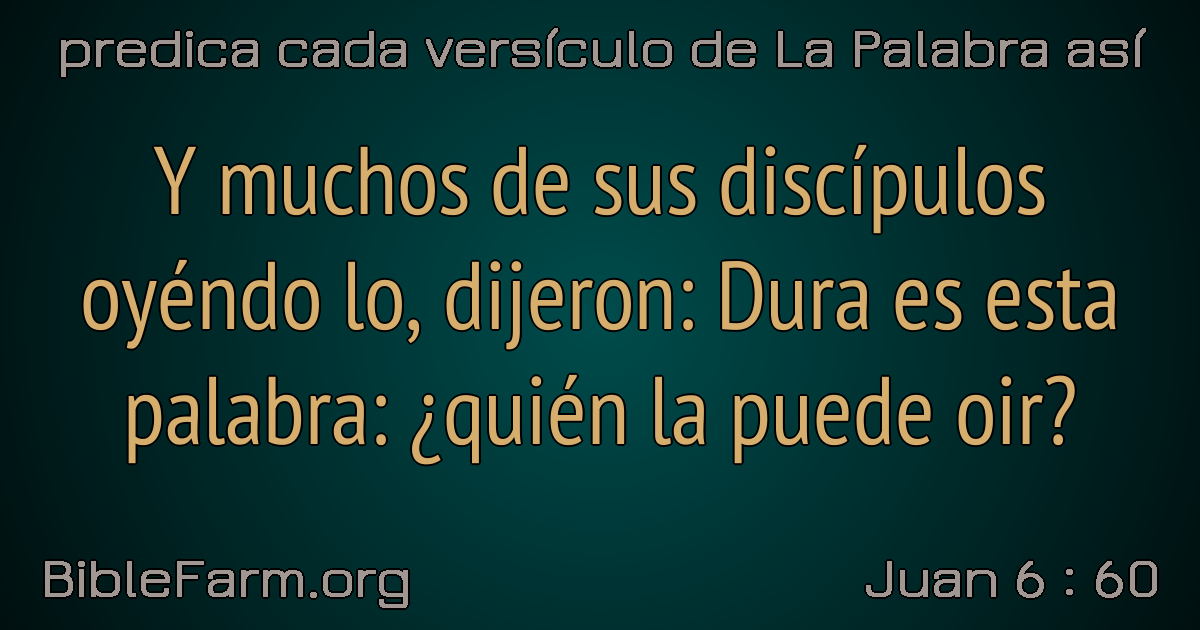 predica cada versículo de La Palabra así
Y muchos de sus discípulos
oyéndo lo, dijeron: Dura es esta
palabra: ¿quién la puede oir?
BibleFarm.org
Juan 6 : 60